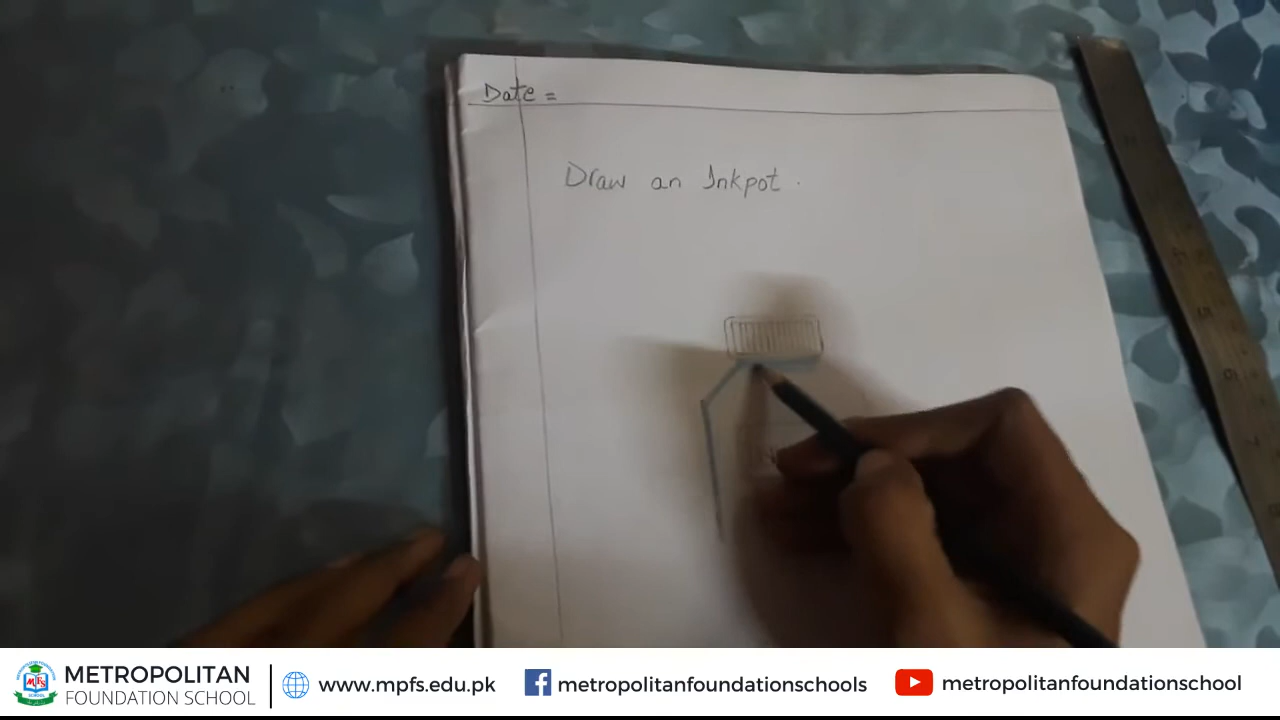 Date =
Draw an Inkpot.
METROPOLITAN
FOUNDATION SCHOOL
www.mpfs.edu.pk
metropolitanfoundationschools
metropolitanfoundationschool